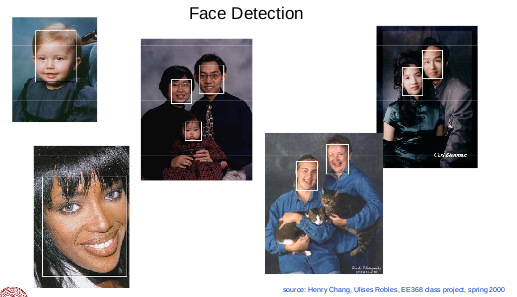 Face Detection
source: Henry Chang, Ulises Robles, EE368 class project, spring 2000